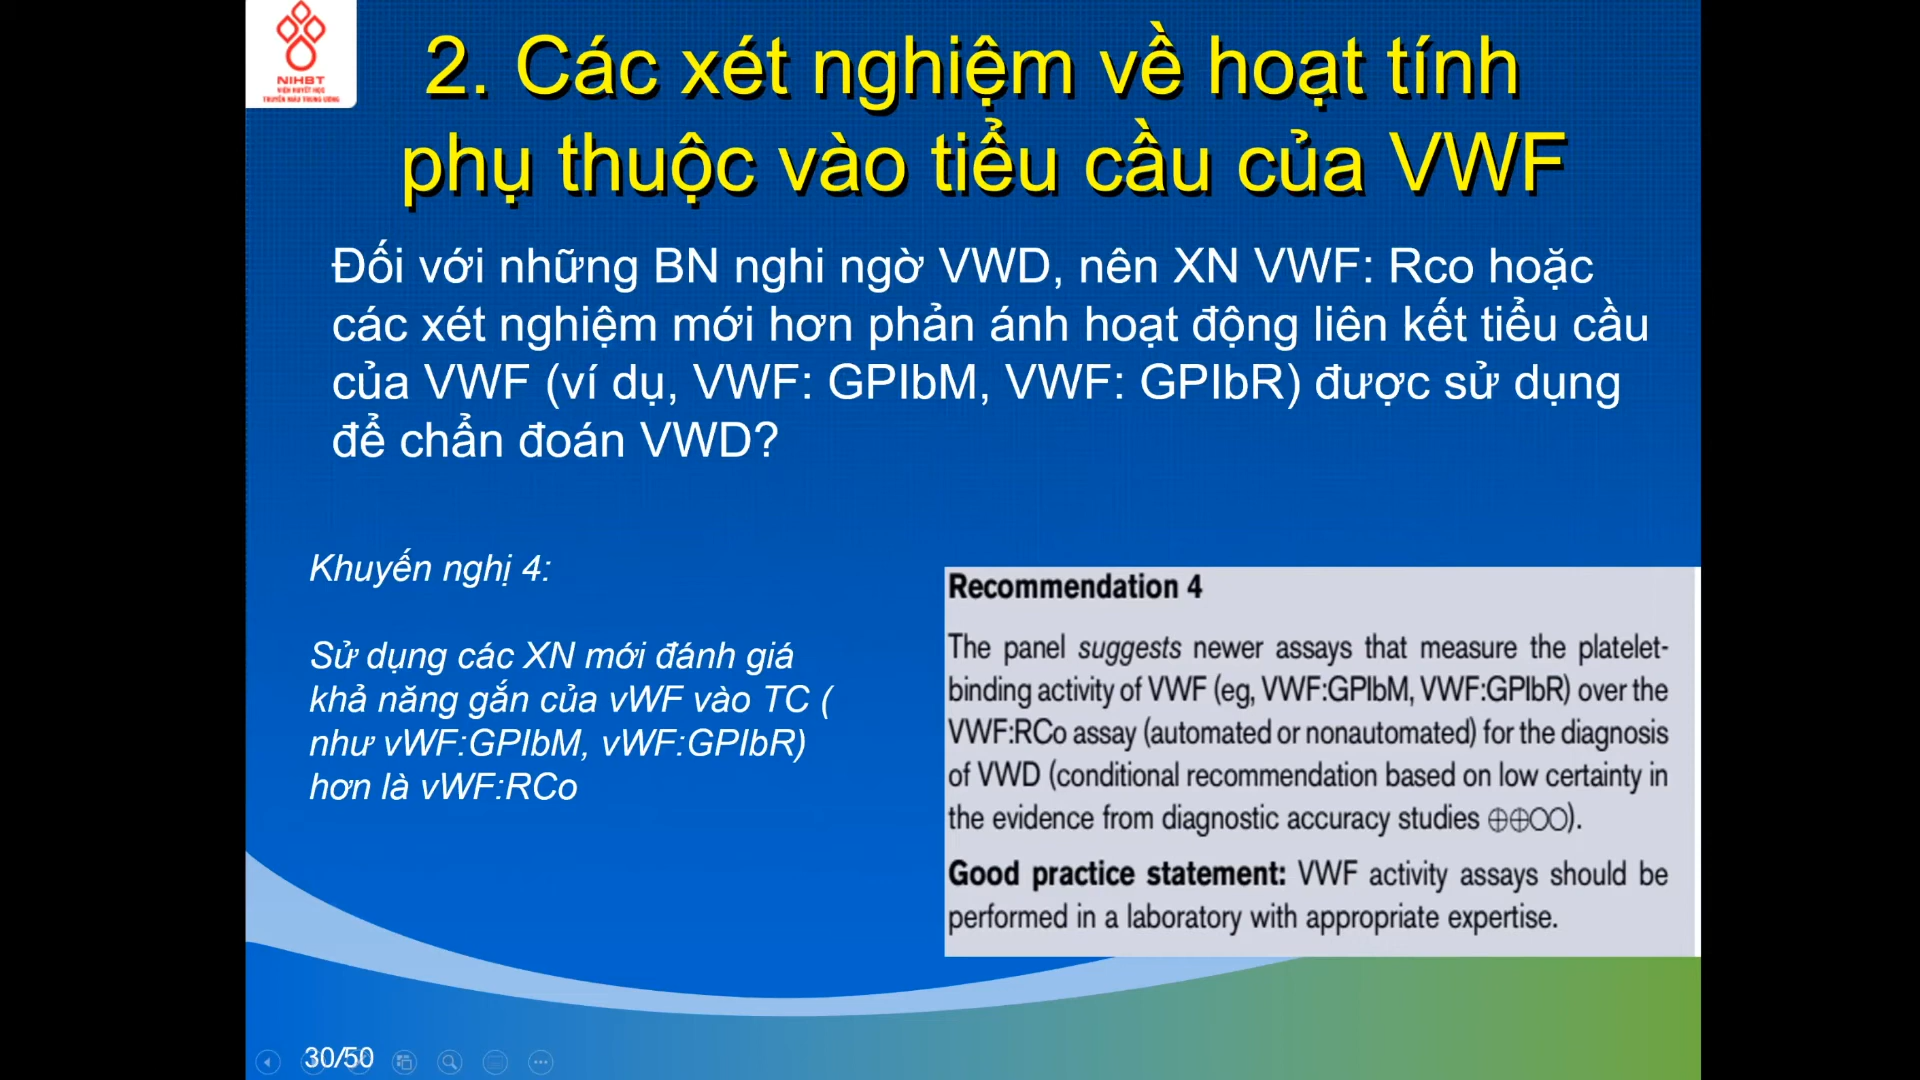 NIHBT
VIỆN HUYẾT HỌC
TRUYỀN MÁU TRUNG ƯƠNG
2. Các xét nghiệm về hoạt tính
phụ thuộc vào tiểu cầu của VWF
Đối với những BN nghi ngờ VWD, nên XN VWF: Rco hoặc
các xét nghiệm mới hơn phản ánh hoạt động liên kết tiểu cầu
của VWF (ví dụ, VWF: GPIbM, VWF: GPIbR) được sử dụng
để chẩn đoán VWD?
Khuyến nghị 4:
Sử dụng các XN mới đánh giá
khả năng gắn của vWF vào TC (
như vWF:GPIbM, vWF:GPIbR)
hơn là vWF:RCo
Recommendation 4
The panel suggests newer assays that measure the platelet-
binding activity of VWF (eg, VWF:GPIbM, VWF:GPIbR) over the
VWF:RCo assay (automated or nonautomated) for the diagnosis
of VWD (conditional recommendation based on low certainty in
the evidence from diagnostic accuracy studies ⊕⊕○○).
Good practice statement: VWF activity assays should be
performed in a laboratory with appropriate expertise.
30/50